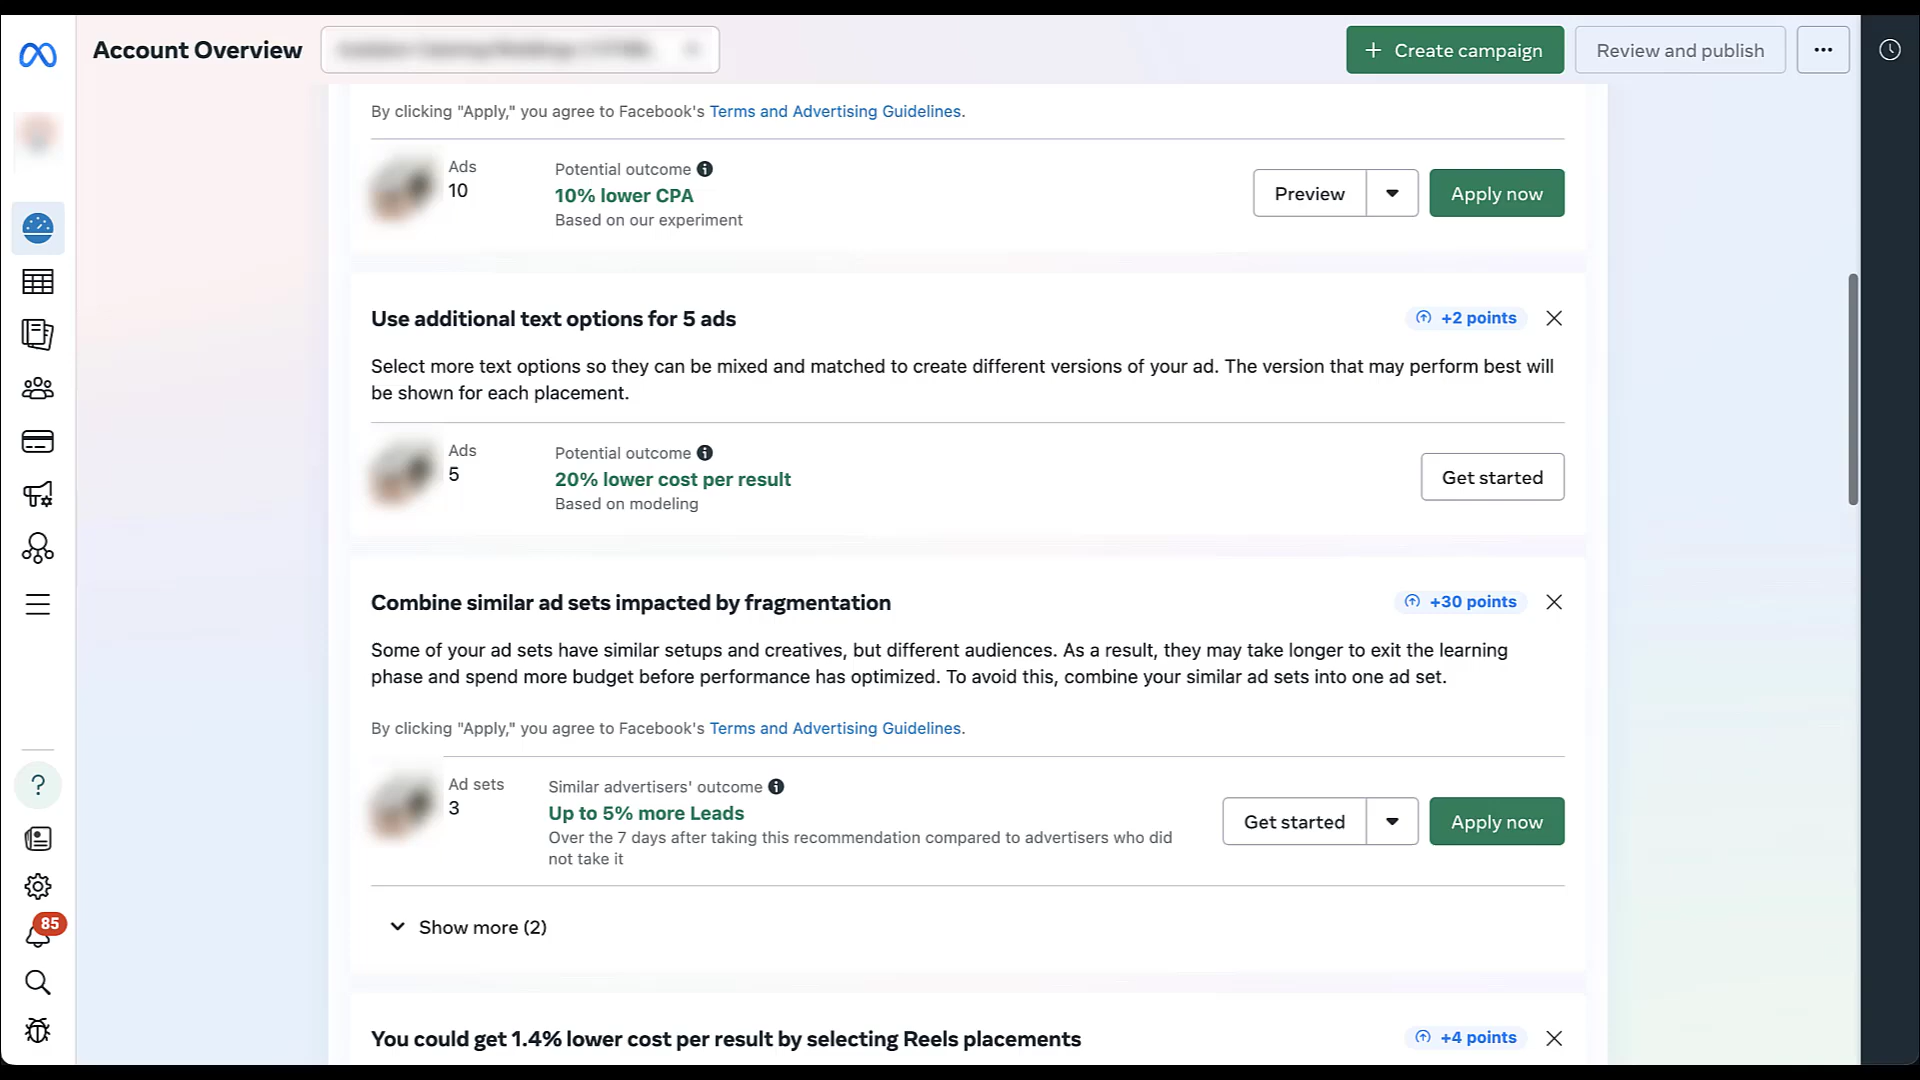 Account Overview
+ Create campaign
Review and publish
By clicking "Apply," you agree to Facebook's Terms and Advertising Guidelines.
Ads
10
Potential outcome
10% lower CPA
Based on our experiment
Preview
Apply now
Use additional text options for 5 ads
+2 points
Select more text options so they can be mixed and matched to create different versions of your ad. The version that may perform best will
be shown for each placement.
Ads
5
Potential outcome
20% lower cost per result
Based on modeling
Get started
Combine similar ad sets impacted by fragmentation
+30 points
Some of your ad sets have similar setups and creatives, but different audiences. As a result, they may take longer to exit the learning
phase and spend more budget before performance has optimized. To avoid this, combine your similar ad sets into one ad set.
By clicking "Apply," you agree to Facebook's Terms and Advertising Guidelines.
Ad sets
3
Similar advertisers' outcome
Up to 5% more Leads
Over the 7 days after taking this recommendation compared to advertisers who did
not take it
Get started
Apply now
Show more (2)
You could get 1.4% lower cost per result by selecting Reels placements
+4 points
?
85